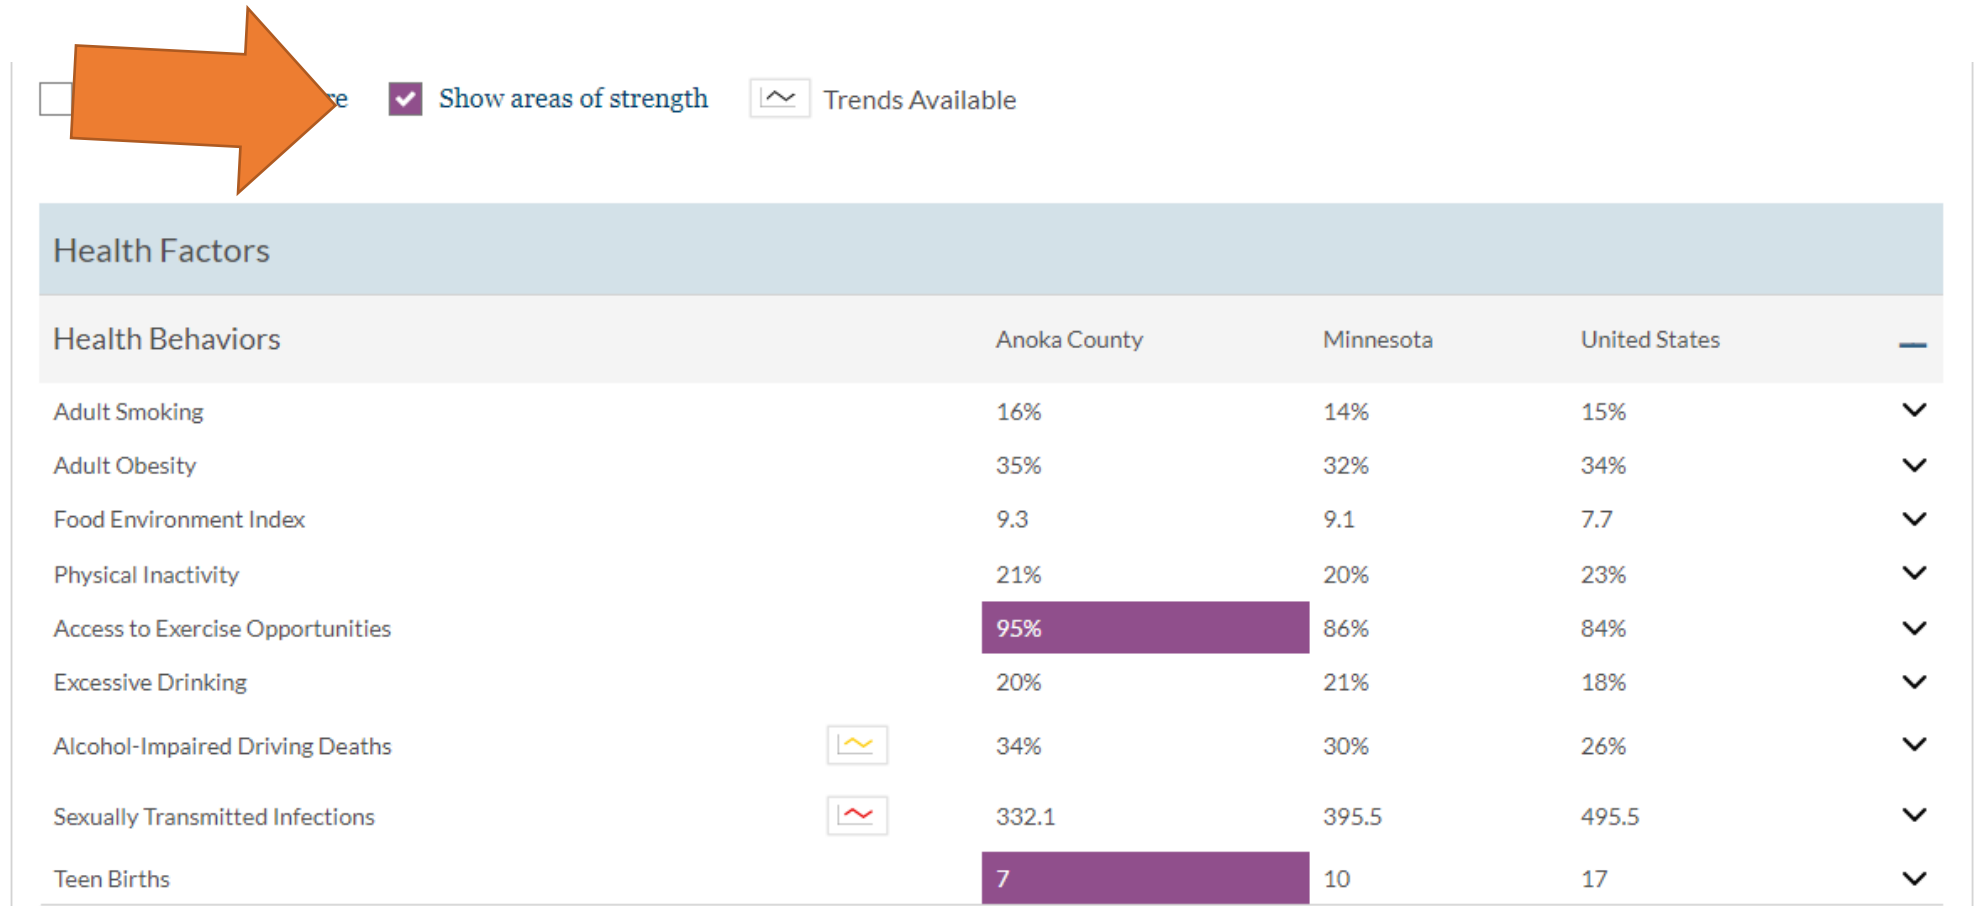 Show areas of strength Trends Available
Health Factors
Health Behaviors Anoka County Minnesota United States
Adult Smoking 16% 14% 15%
Adult Obesity 35% 32% 34%
Food Environment Index 9.3 9.1 7.7
Physical Inactivity 21% 20% 23%
Access to Exercise Opportunities 95% 86% 84%
Excessive Drinking 20% 21% 18%
Alcohol-Impaired Driving Deaths 34% 30% 26%
Sexually Transmitted Infections 332.1 395.5 495.5
Teen Births 7 10 17